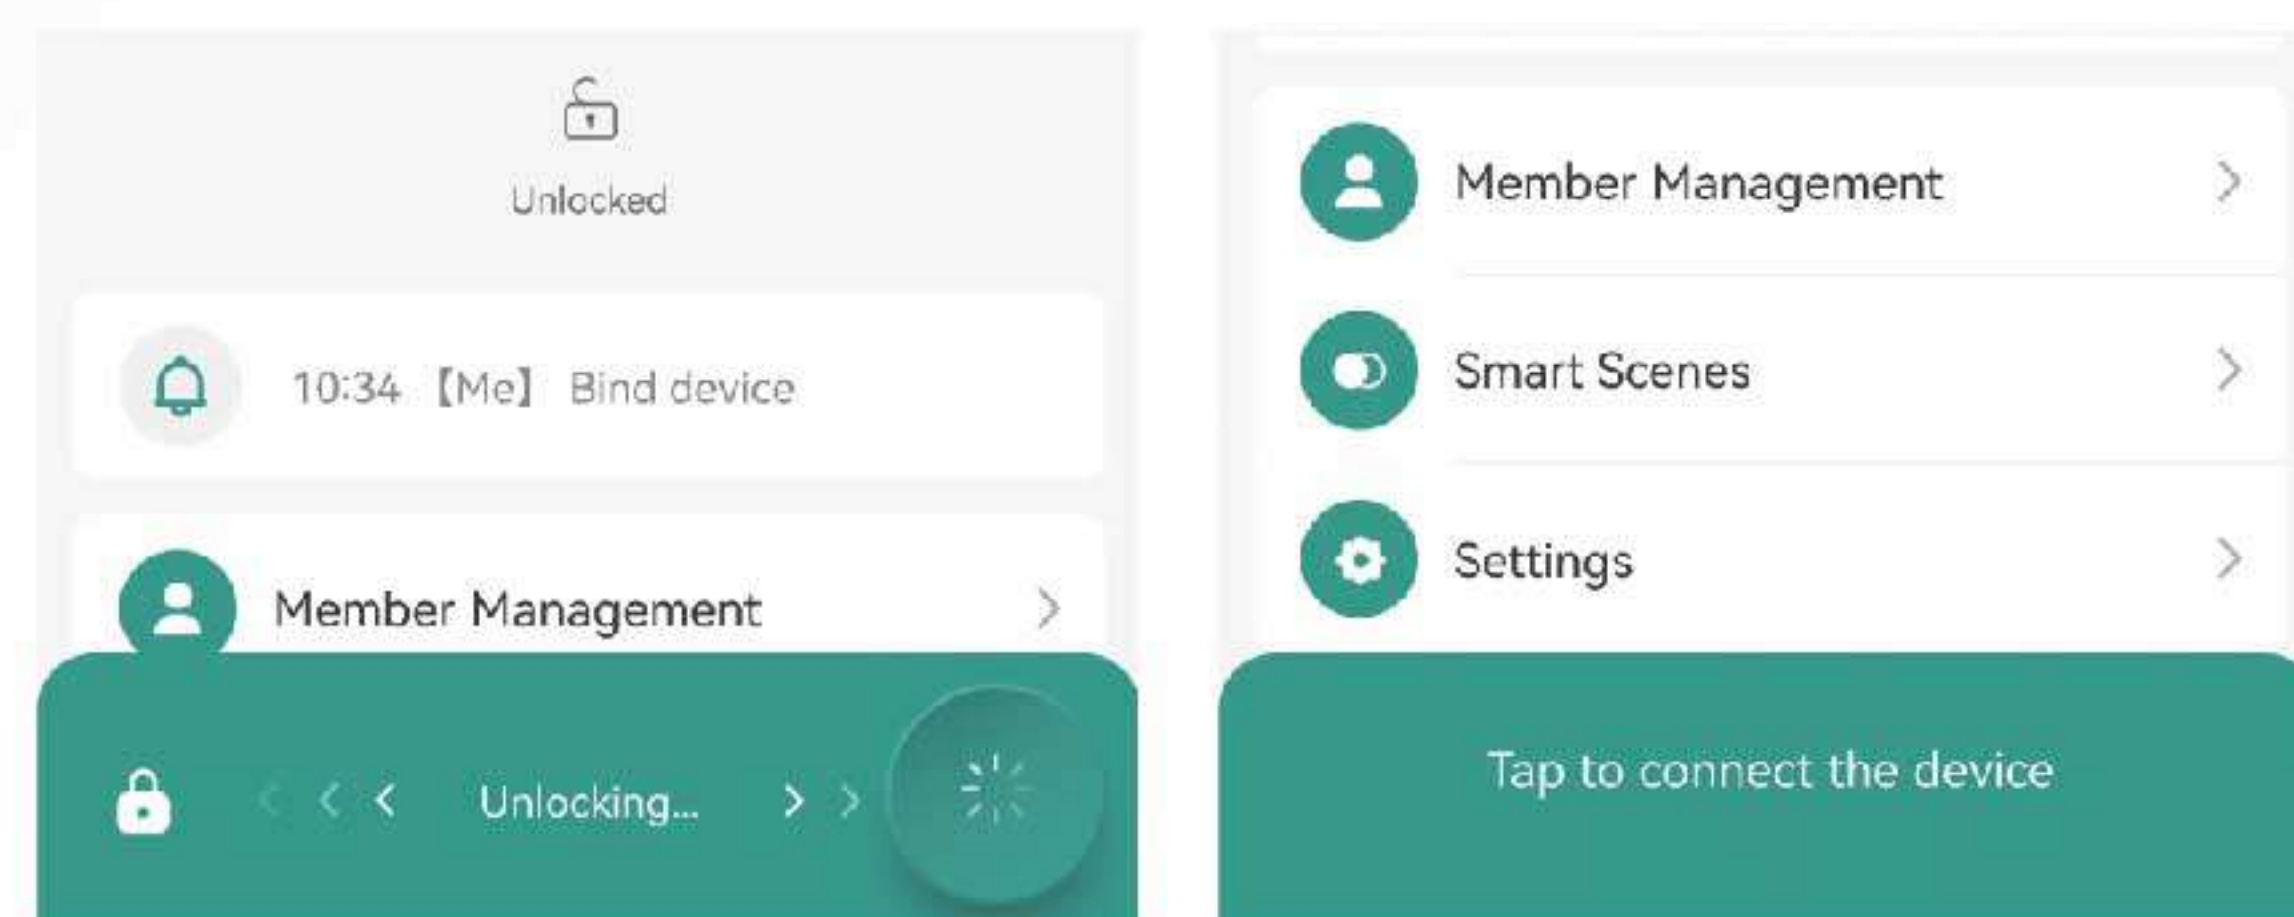 Unlocked
10:34 【Me】 Bind device
Member Management
Unlocking...
Member Management
Smart Scenes
Settings
Tap to connect the device